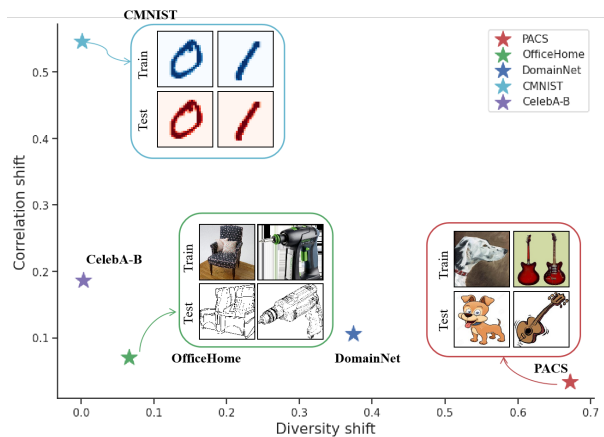 CMNIST
PACS
OfficeHome
DomainNet
CMNIST
CelebA-B
Train
Test
0.5
0.4
0.3
0.2
0.1
Correlation shift
CelebA-B
Train
Test
OfficeHome
DomainNet
Train
Test
PACS
0.0 0.1 0.2 0.3 0.4 0.5 0.6 0.7
Diversity shift